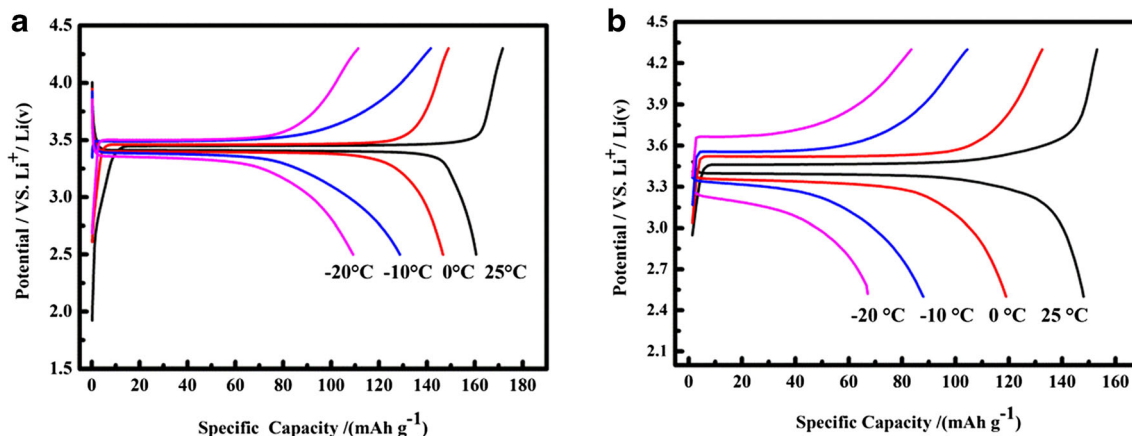 a
4.5
4.0
3.5
3.0
2.5
2.0
1.5
Potential / VS. Li⁺ / Li(v)
-20°C -10°C 0°C 25°C
0 20 40 60 80 100 120 140 160 180
Specific Capacity /(mAh g⁻¹)
b
4.5
4.2
3.9
3.6
3.3
3.0
2.7
2.4
2.1
Potential / VS. Li⁺/ Li(v)
-20 °C -10 °C 0 °C 25 °C
0 20 40 60 80 100 120 140 160
Specific Capacity /(mAh g⁻¹)